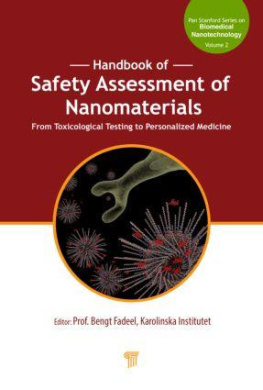 Pan Stanford Series on
Biomedical
Nanotechnology
Volume 2
Handbook of
Safety Assessment of
Nanomaterials
From Toxicological Testing to Personalized Medicine
Editor: Prof. Bengt Fadeel, Karolinska Institutet